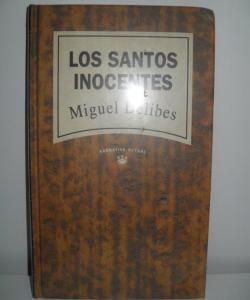 LOS SANTOS
INOCENTES
Miguel Delibes
NARRATIVA ACTUAL